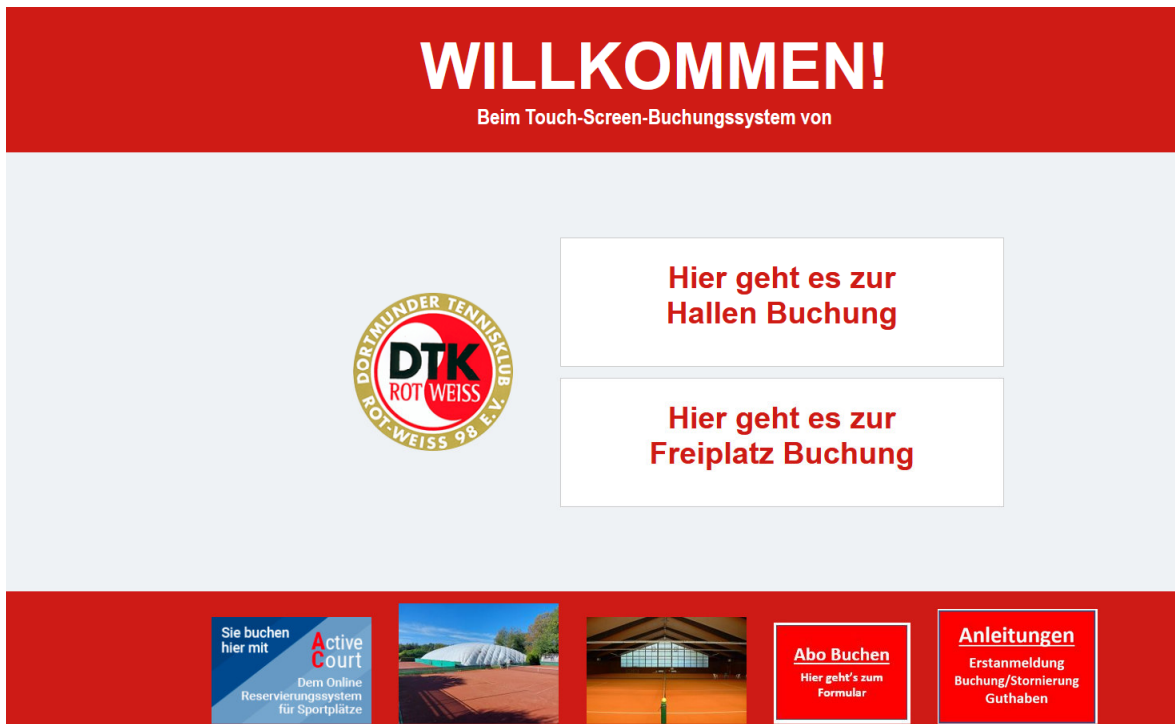 WILLKOMMEN!
Beim Touch-Screen-Buchungssystem von
DORTMUNDER TENNISKLUB
DTK
ROT WEISS
ROT-WEISS 98 E.V.
Hier geht es zur
Hallen Buchung
Hier geht es zur
Freiplatz Buchung
Sie buchen
hier mit
Active
Court
Dem Online
Reservierungssystem
für Sportplätze
Abo Buchen
Hier geht's zum
Formular
Anleitungen
Erstanmeldung
Buchung/Stornierung
Guthaben